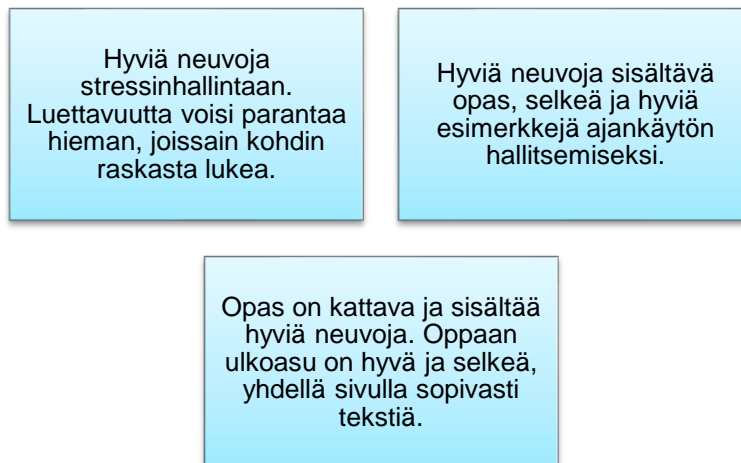 Hyviä neuvoja
stressinhallintaan.
Luettavuutta voisi parantaa
hieman, joissain kohdin
raskasta lukea.
Hyviä neuvoja sisältävä
opas, selkeä ja hyviä
esimerkkejä ajankäytön
hallitsemiseksi.
Opas on kattava ja sisältää
hyviä neuvoja. Oppaan
ulkoasu on hyvä ja selkeä,
yhdellä sivulla sopivasti
tekstiä.